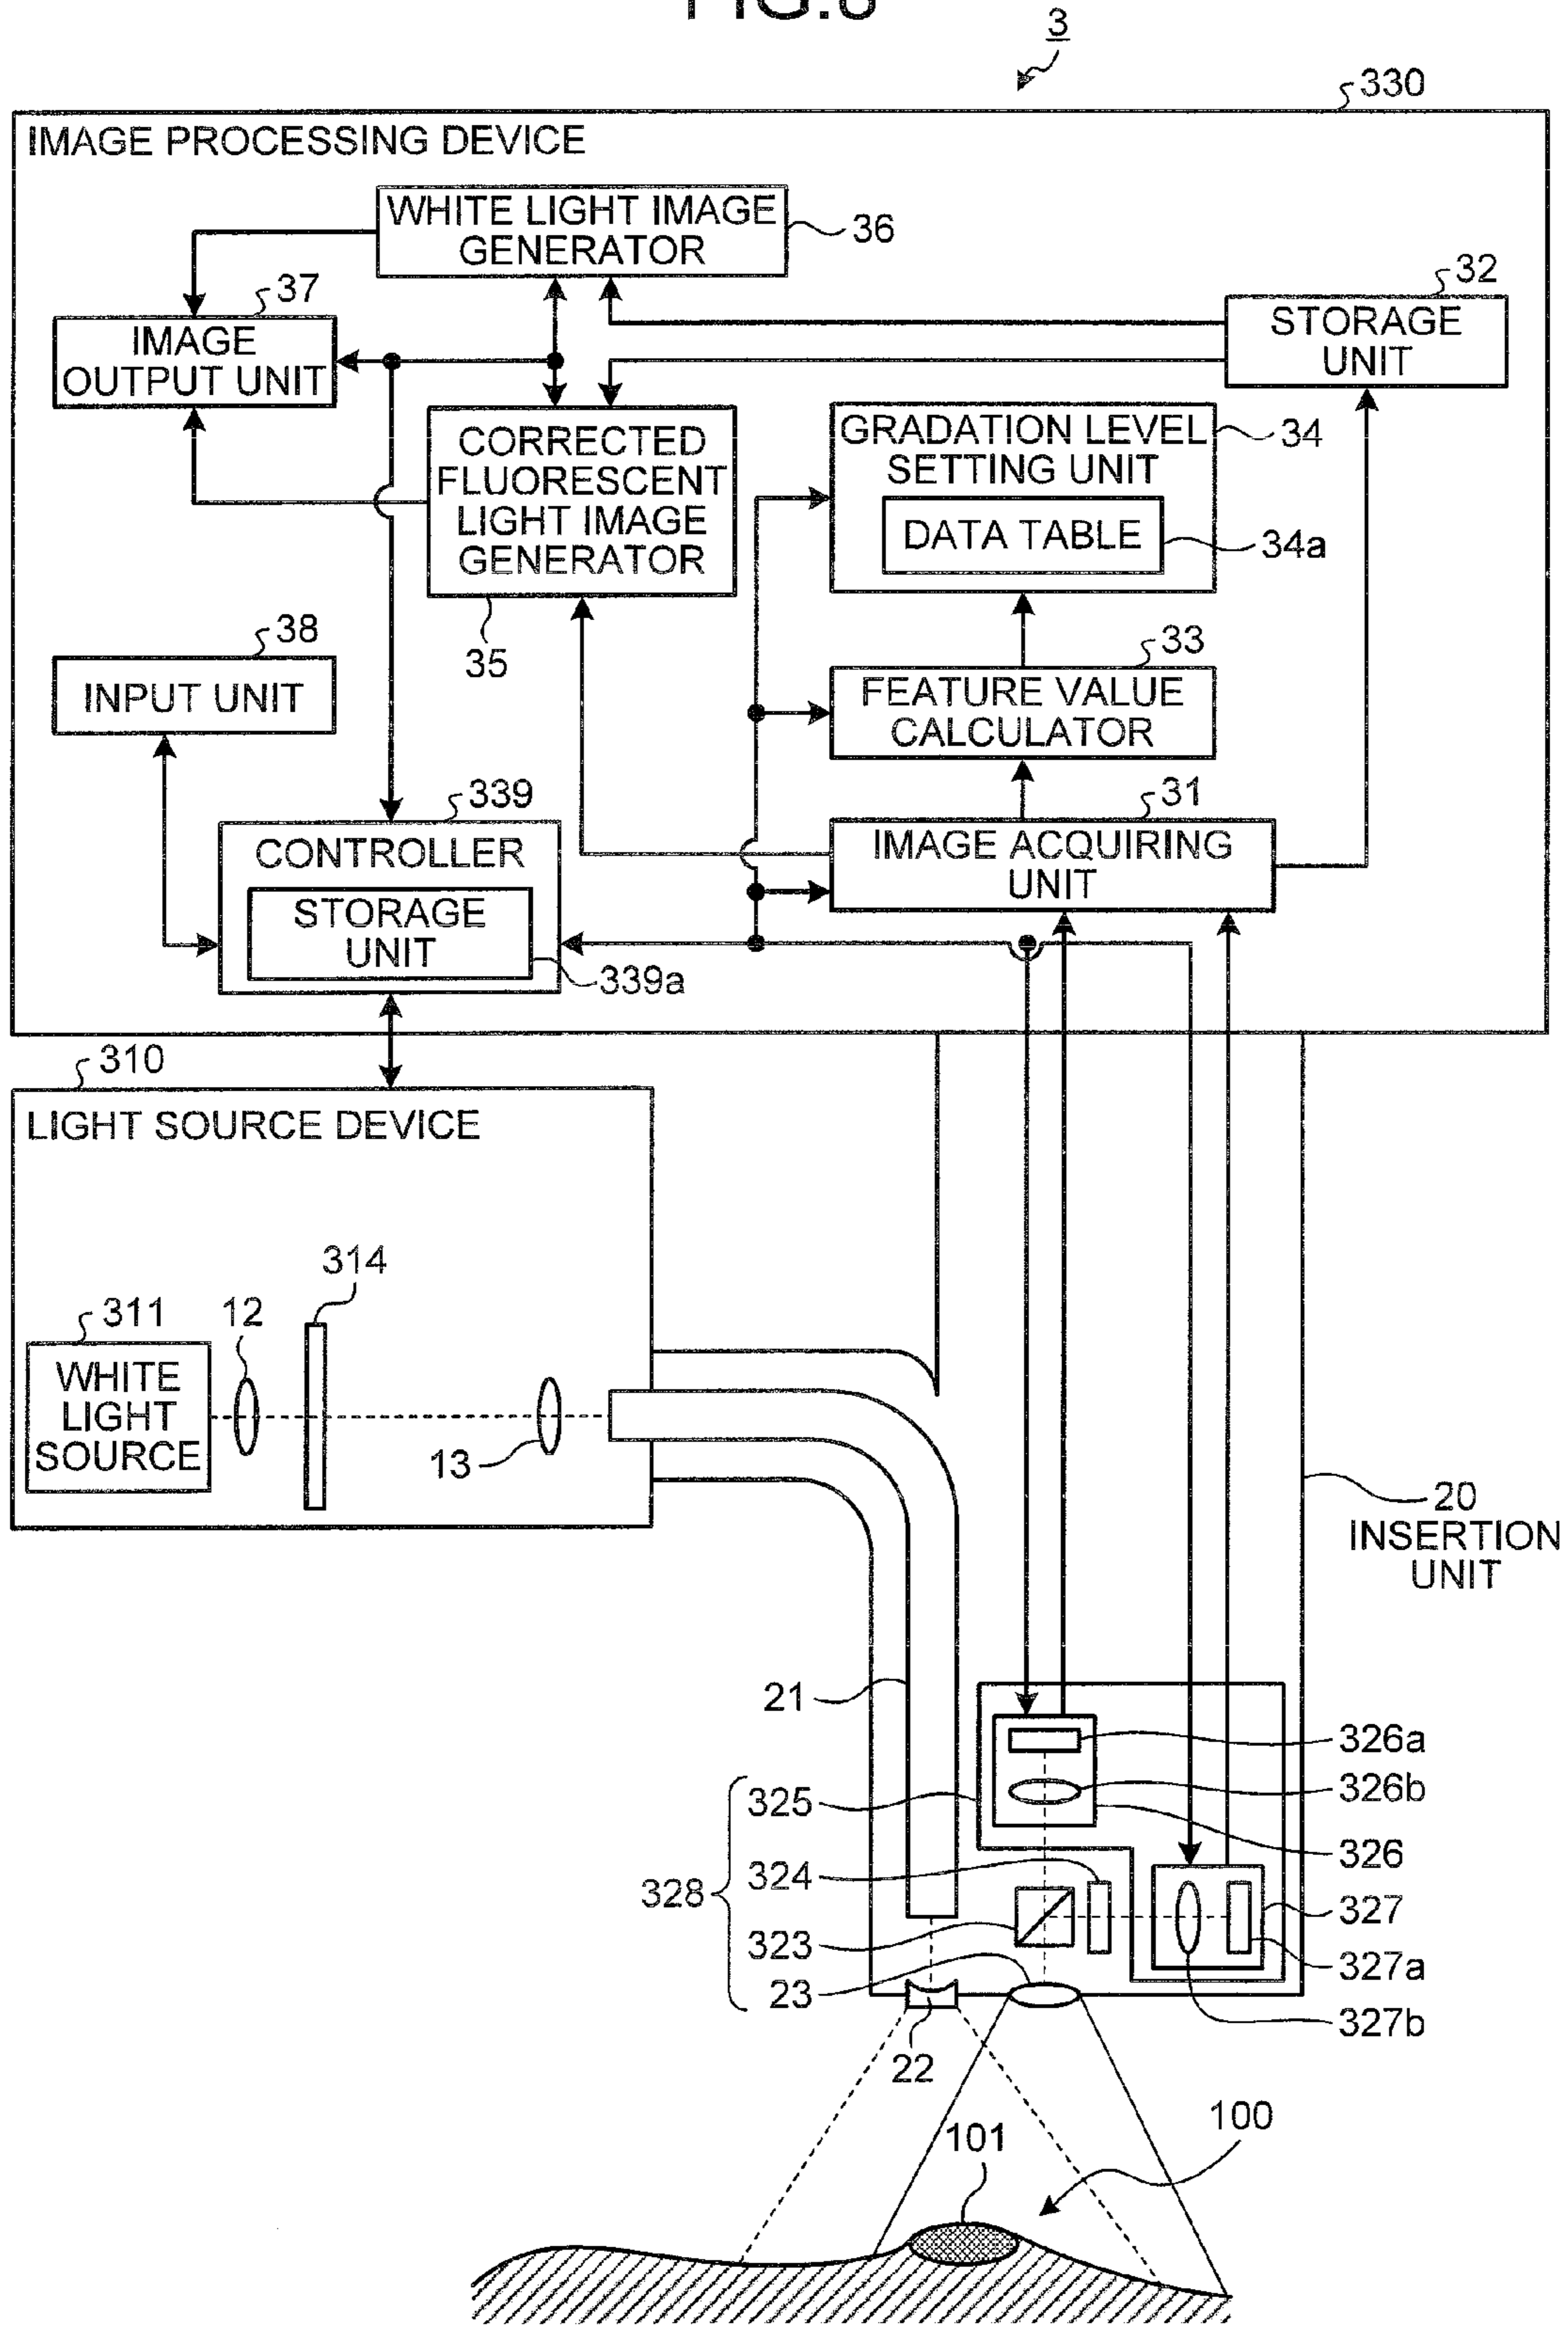 3
330
IMAGE PROCESSING DEVICE
WHITE LIGHT IMAGE
GENERATOR
36
37
IMAGE
OUTPUT UNIT
32
STORAGE
UNIT
CORRECTED
FLUORESCENT
LIGHT IMAGE
GENERATOR
35
GRADATION LEVEL
SETTING UNIT
34
DATA TABLE
34a
38
INPUT UNIT
33
FEATURE VALUE
CALCULATOR
339
CONTROLLER
STORAGE
UNIT
339a
31
IMAGE ACQUIRING
UNIT
310
LIGHT SOURCE DEVICE
314
311
12
WHITE
LIGHT
SOURCE
13
20
INSERTION
UNIT
21
326a
325
326b
326
324
328
323
327
327a
23
327b
22
100
101